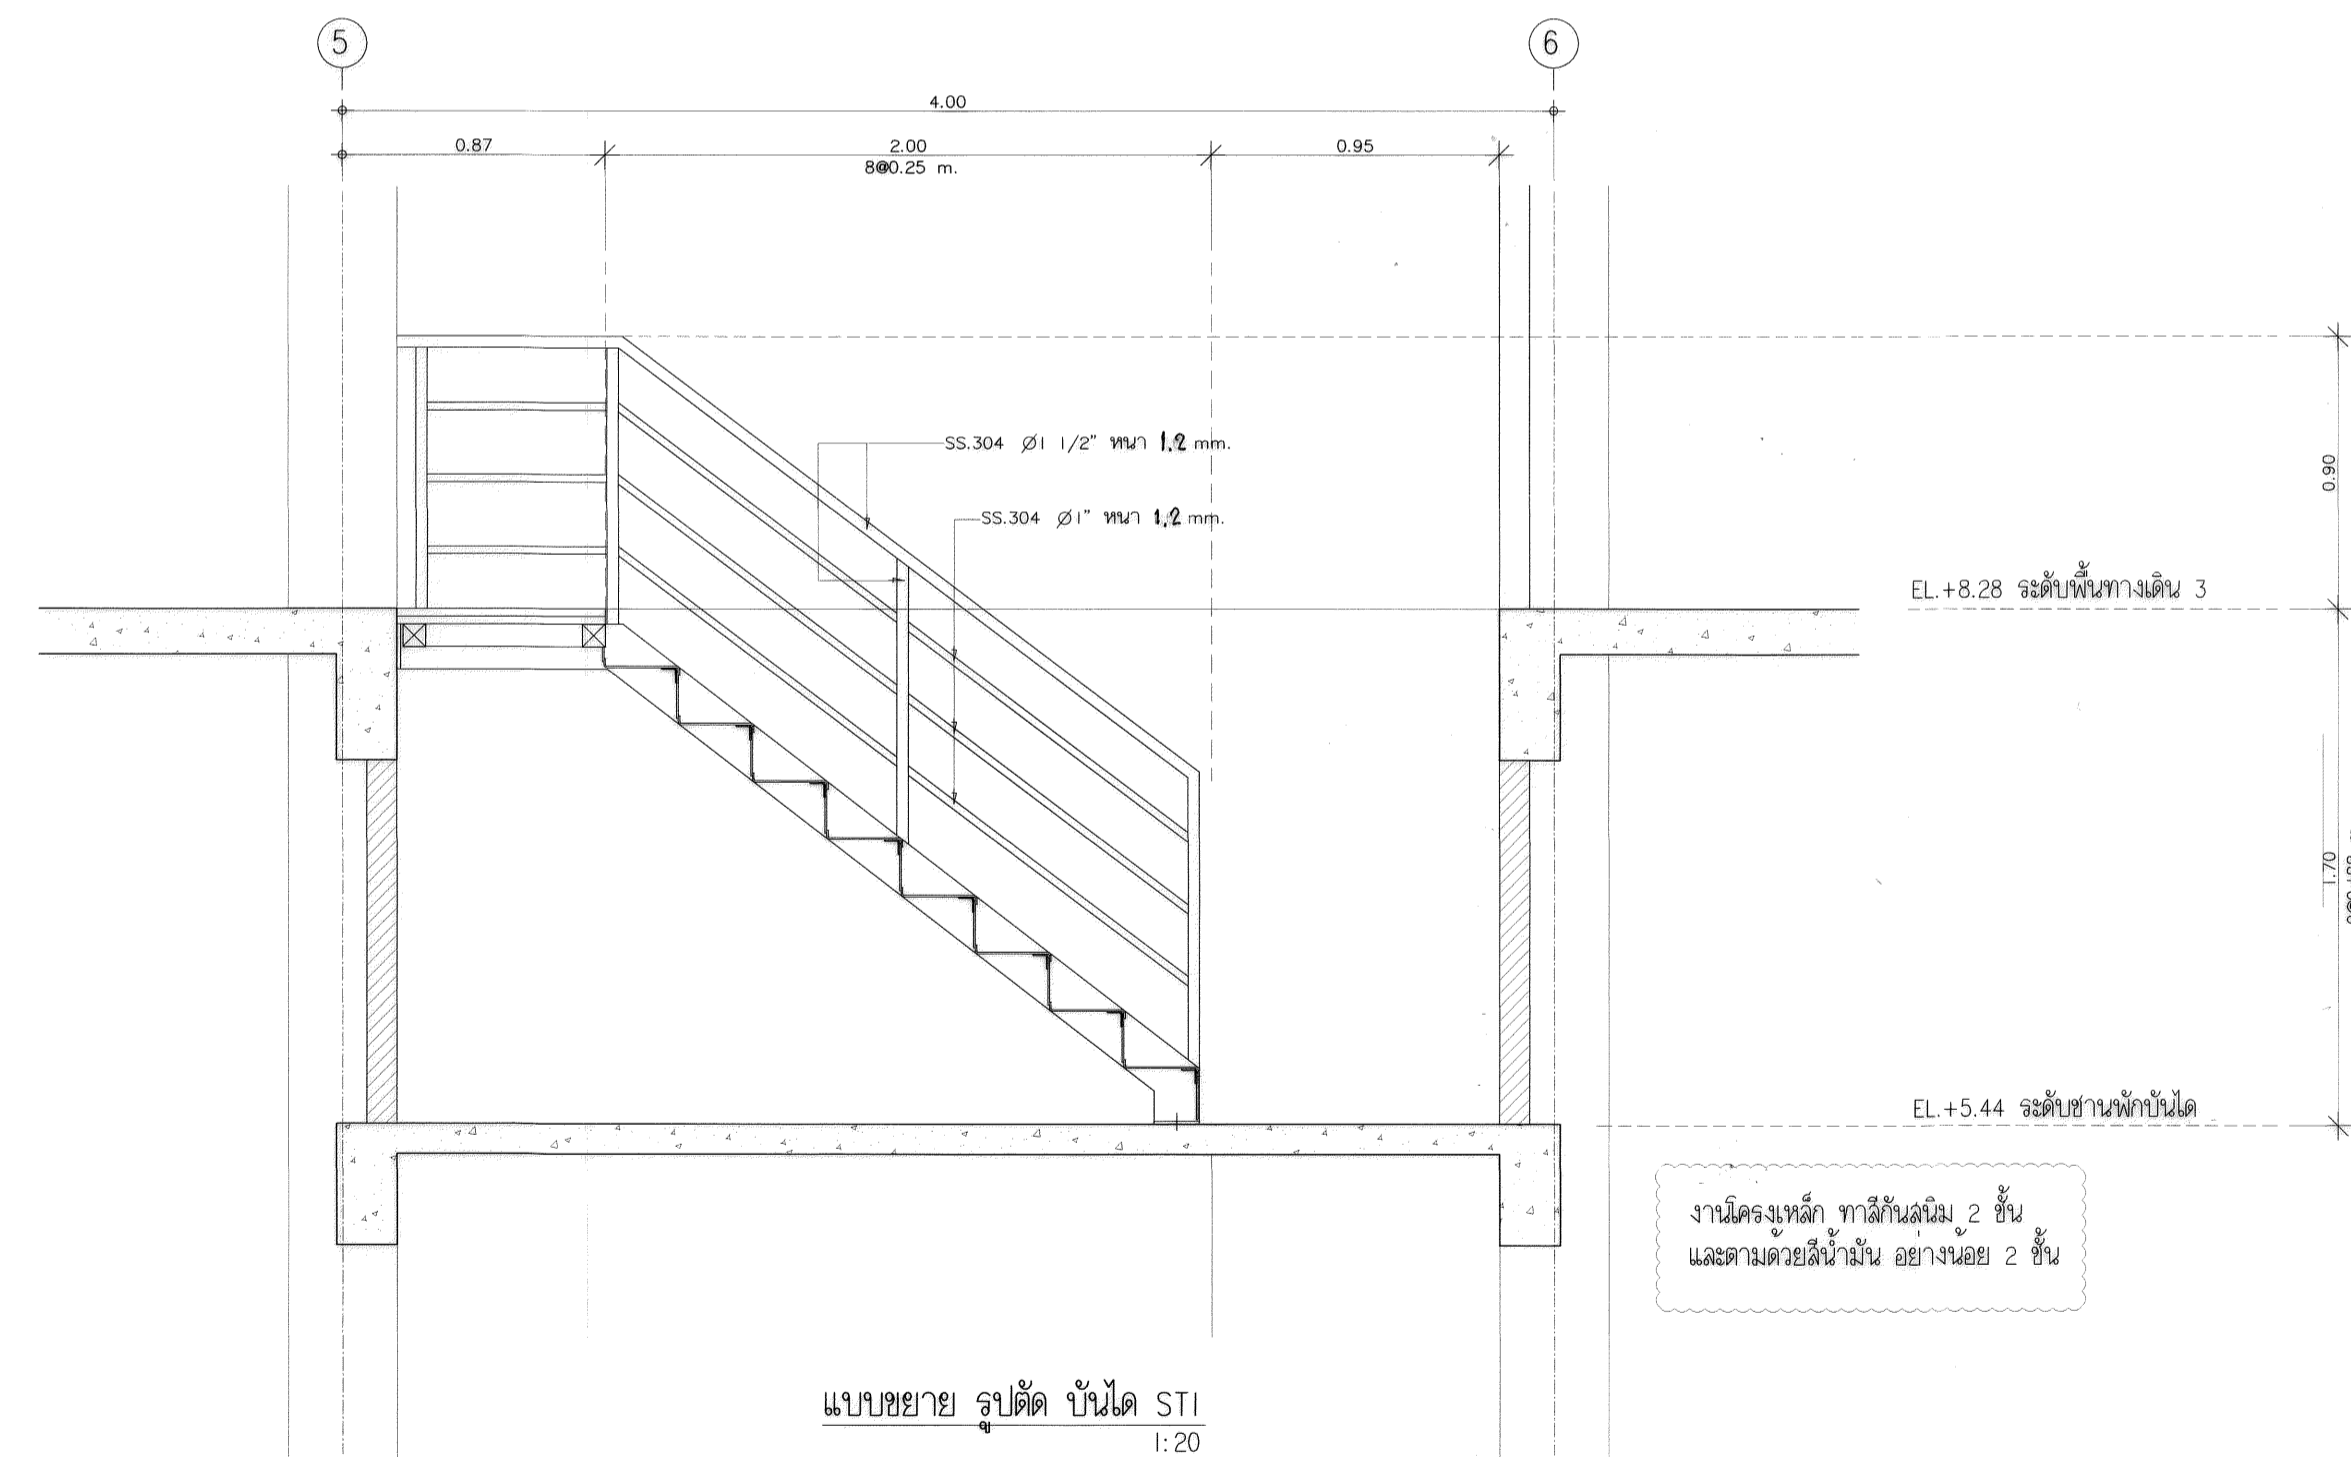 5
6
4.00
0.87
2.00
0.95
8@0.25 m.
SS.304 Ø1 1/2" หนา 1.2 mm.
SS.304 Ø1" หนา 1.2 mm.
0.90
EL.+8.28 ระดับพื้นทางเดิน 3
1.70
EL.+5.44 ระดับชานพักบันได
งานโครงเหล็ก ทาสีกันสนิม 2 ชั้น
และตามด้วยสีน้ำมัน อย่างน้อย 2 ชั้น
แบบขยาย รูปตัด บันได ST1
1:20